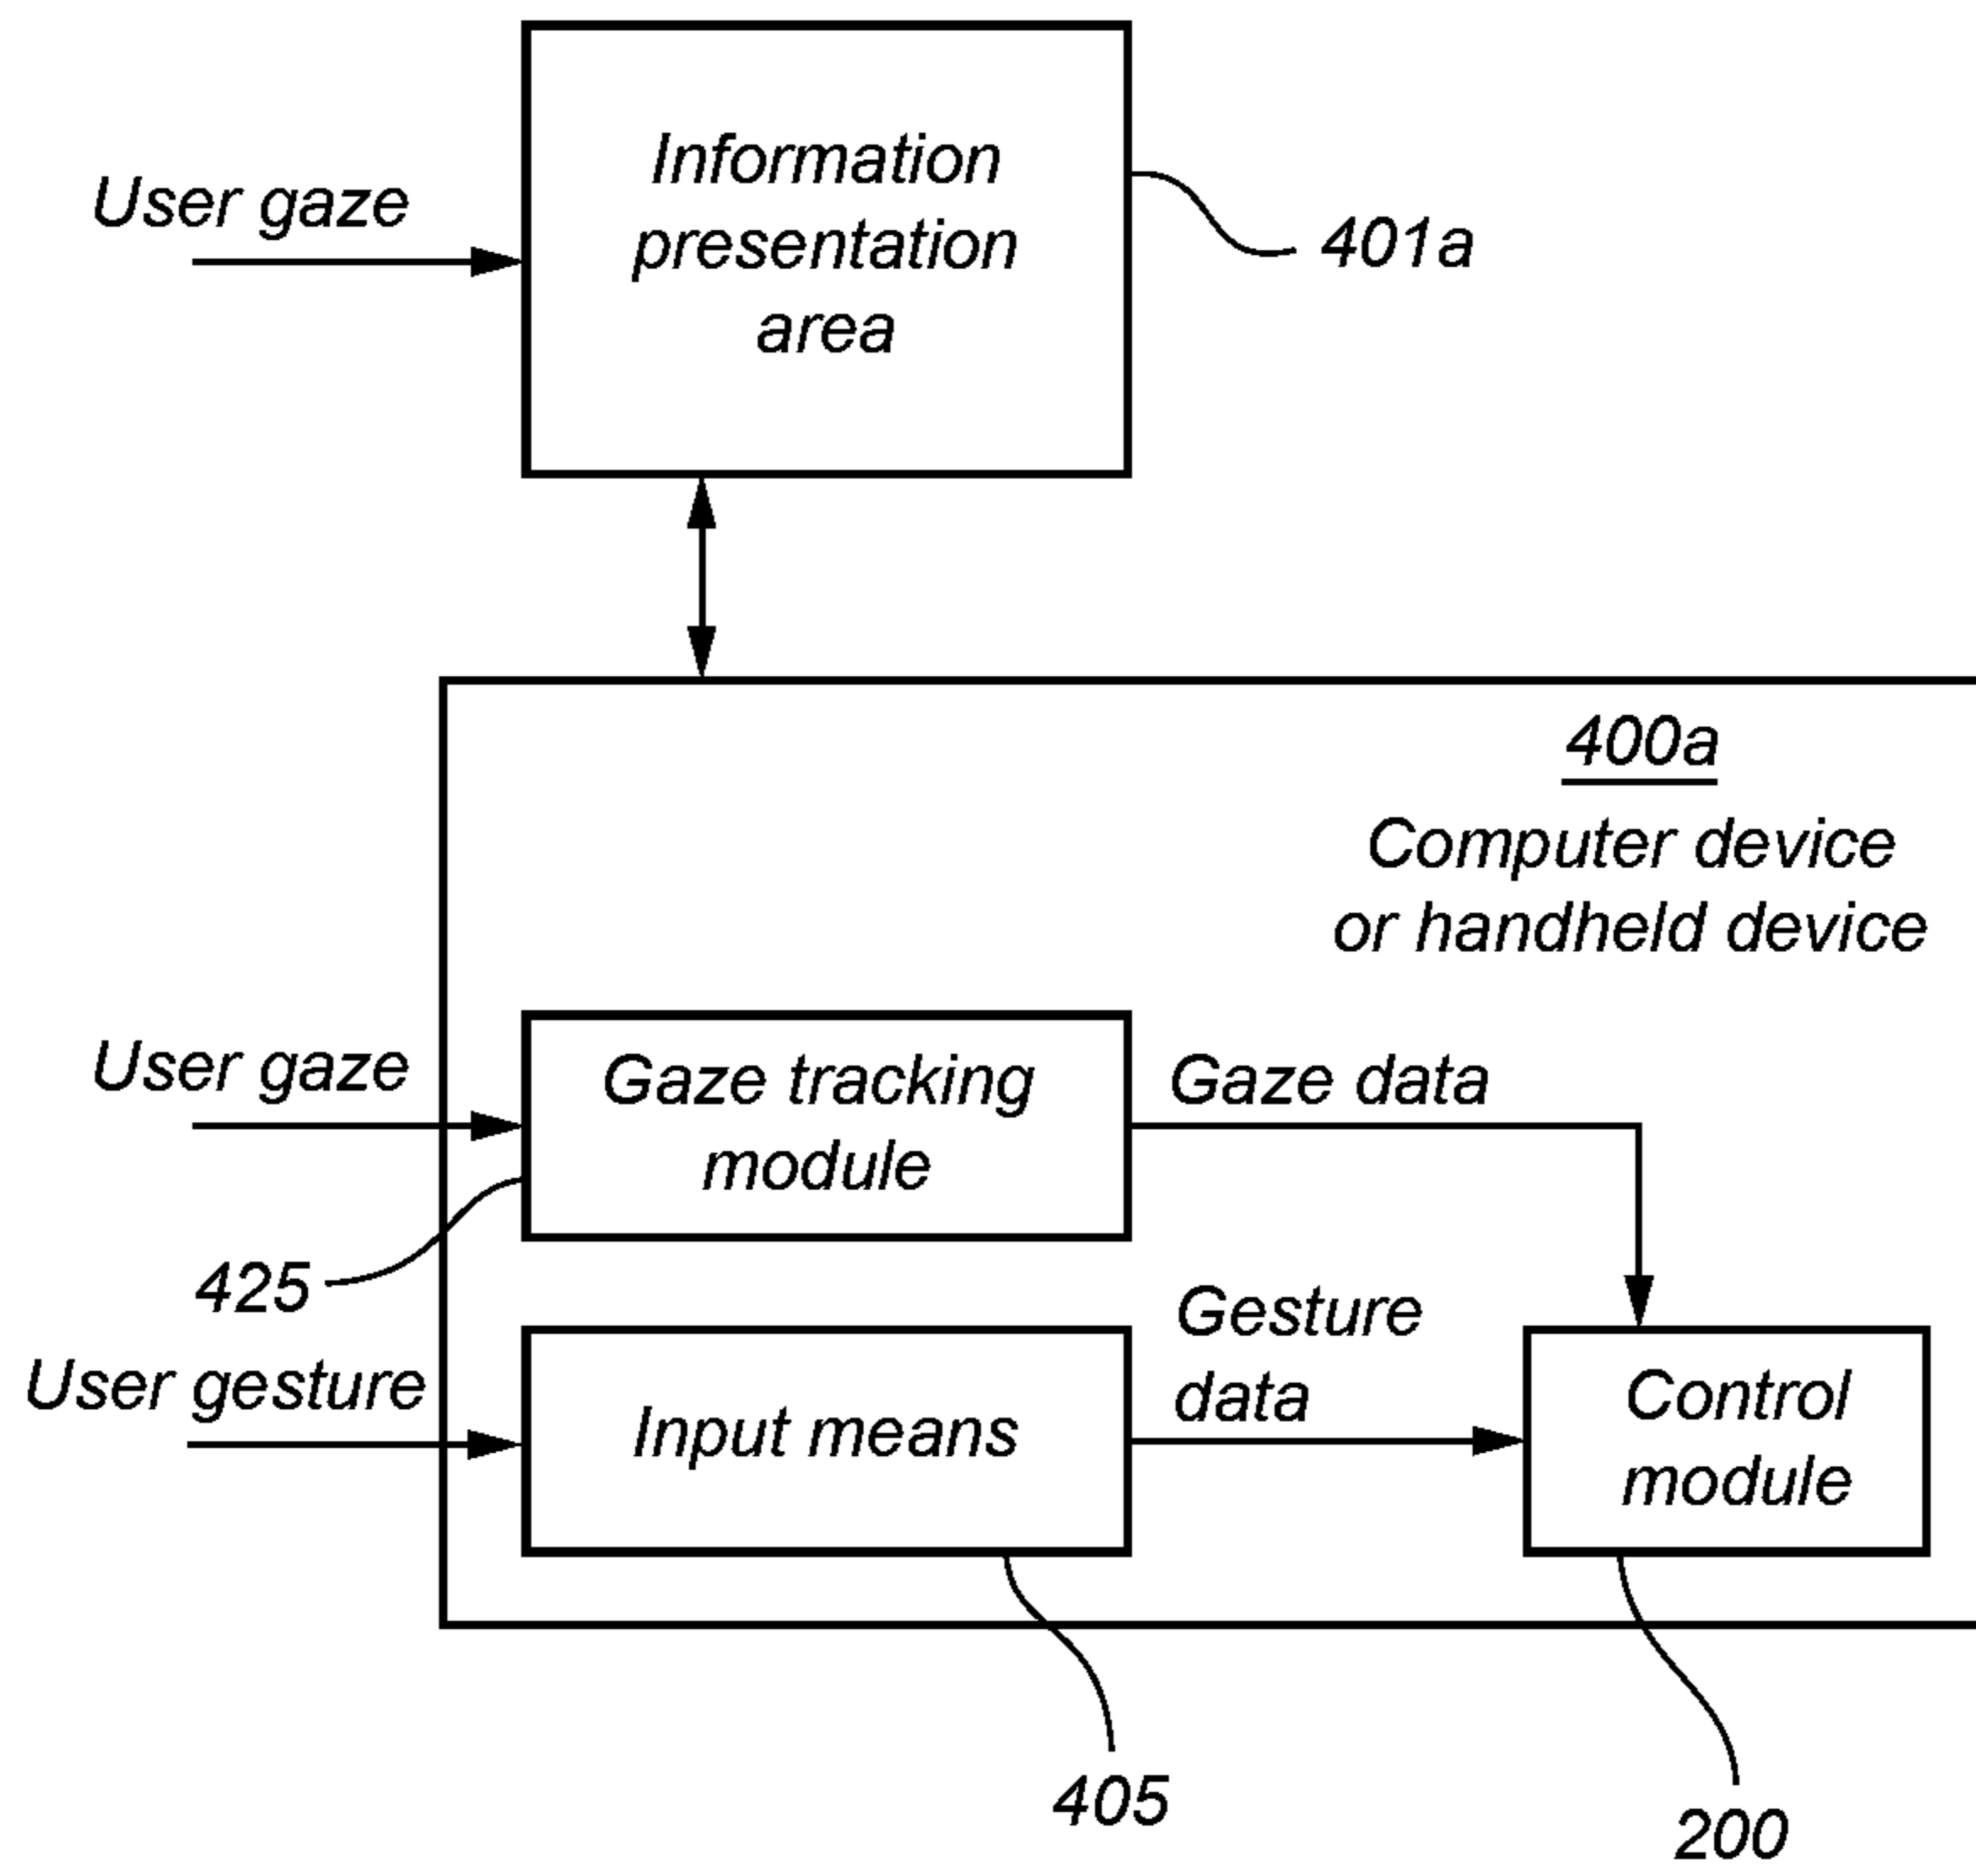 Information
presentation
area
User gaze
401a
400a
Computer device
or handheld device
User gaze
Gaze tracking
module
Gaze data
425
User gesture
Input means
Gesture
data
Control
module
405
200